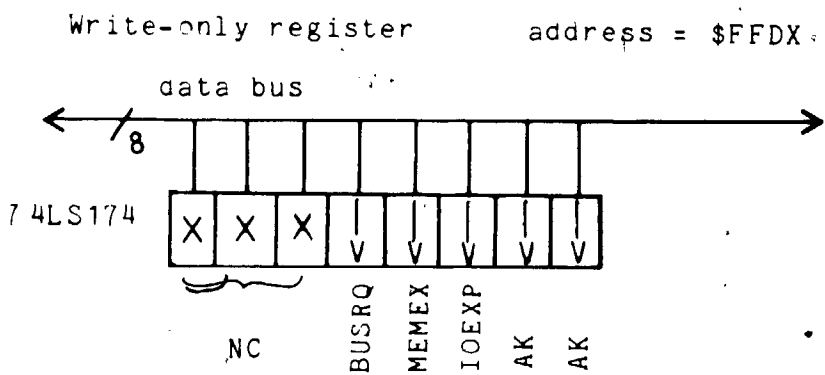 Write-only register address = $FFDX
data bus
8
74LS174
X X X
NC BUSRQ MEMEX IOEXP AK AK